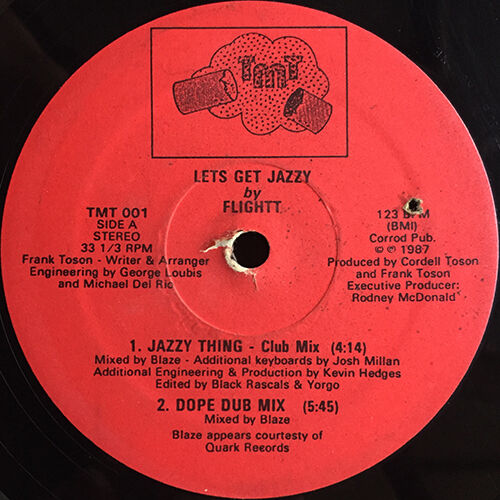 TanT
LETS GET JAZZY
by
FLIGHTT
TMT 001
SIDE A
STEREO
33 1/3 RPM
Frank Toson - Writer & Arranger
Engineering by George Loubis
and Michael Del Rio
123 BPM
(BMI)
Corrod Pub.
© ℗ 1987
Produced by Cordell Toson
and Frank Toson
Executive Producer:
Rodney McDonald
1. JAZZY THING - Club Mix (4:14)
Mixed by Blaze - Additional keyboards by Josh Millan
Additional Engineering & Production by Kevin Hedges
Edited by Black Rascals & Yorgo
2. DOPE DUB MIX (5:45)
Mixed by Blaze
Blaze appears courtesty of
Quark Records